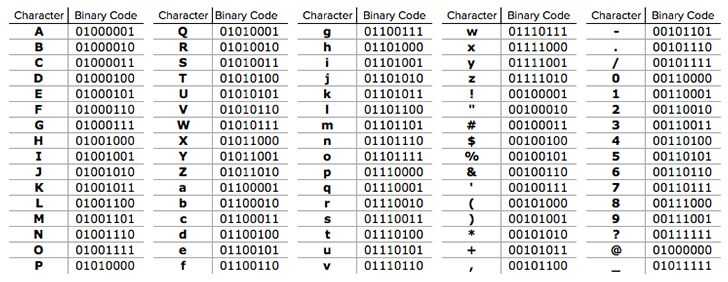 Character Binary Code Character Binary Code Character Binary Code Character Binary Code Character Binary Code
A 01000001 Q 01010001 g 01100111 w 01110111 - 00101101
B 01000010 R 01010010 h 01101000 x 01111000 . 00101110
C 01000011 S 01010011 i 01101001 y 01111001 / 00101111
D 01000100 T 01010100 j 01101010 z 01111010 0 00110000
E 01000101 U 01010101 k 01101011 ! 00100001 1 00110001
F 01000110 V 01010110 l 01101100 " 00100010 2 00110010
G 01000111 W 01010111 m 01101101 # 00100011 3 00110011
H 01001000 X 01011000 n 01101110 $ 00100100 4 00110100
I 01001001 Y 01011001 o 01101111 % 00100101 5 00110101
J 01001010 Z 01011010 p 01110000 & 00100110 6 00110110
K 01001011 a 01100001 q 01110001 ' 00100111 7 00110111
L 01001100 b 01100010 r 01110010 ( 00101000 8 00111000
M 01001101 c 01100011 s 01110011 ) 00101001 9 00111001
N 01001110 d 01100100 t 01110100 * 00101010 ? 00111111
O 01001111 e 01100101 u 01110101 + 00101011 @ 01000000
P 01010000 f 01100110 v 01110110 , 00101100 _ 01011111